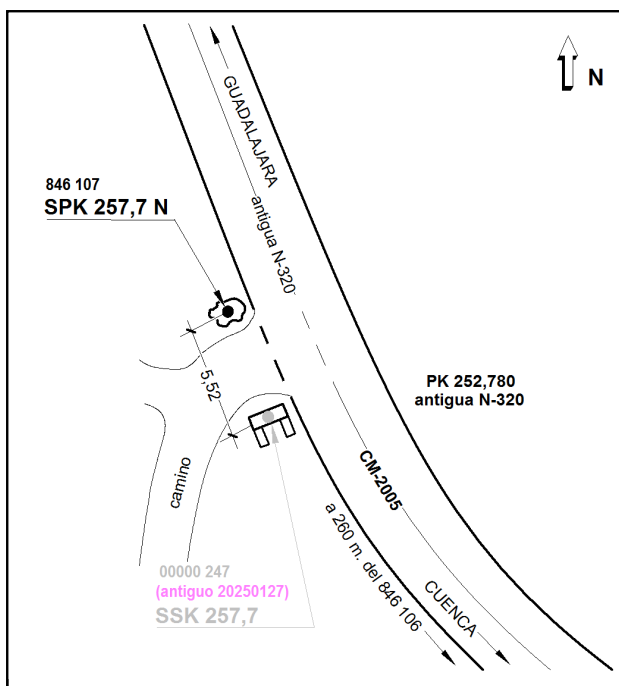 N
GUADALAJARA
antigua N-320
846 107
SPK 257,7 N
5,52
PK 252,780
antigua N-320
camino
CM-2005
a 260 m. del 846 106
CUENCA
00000 247
(antiguo 20250127)
SSK 257,7